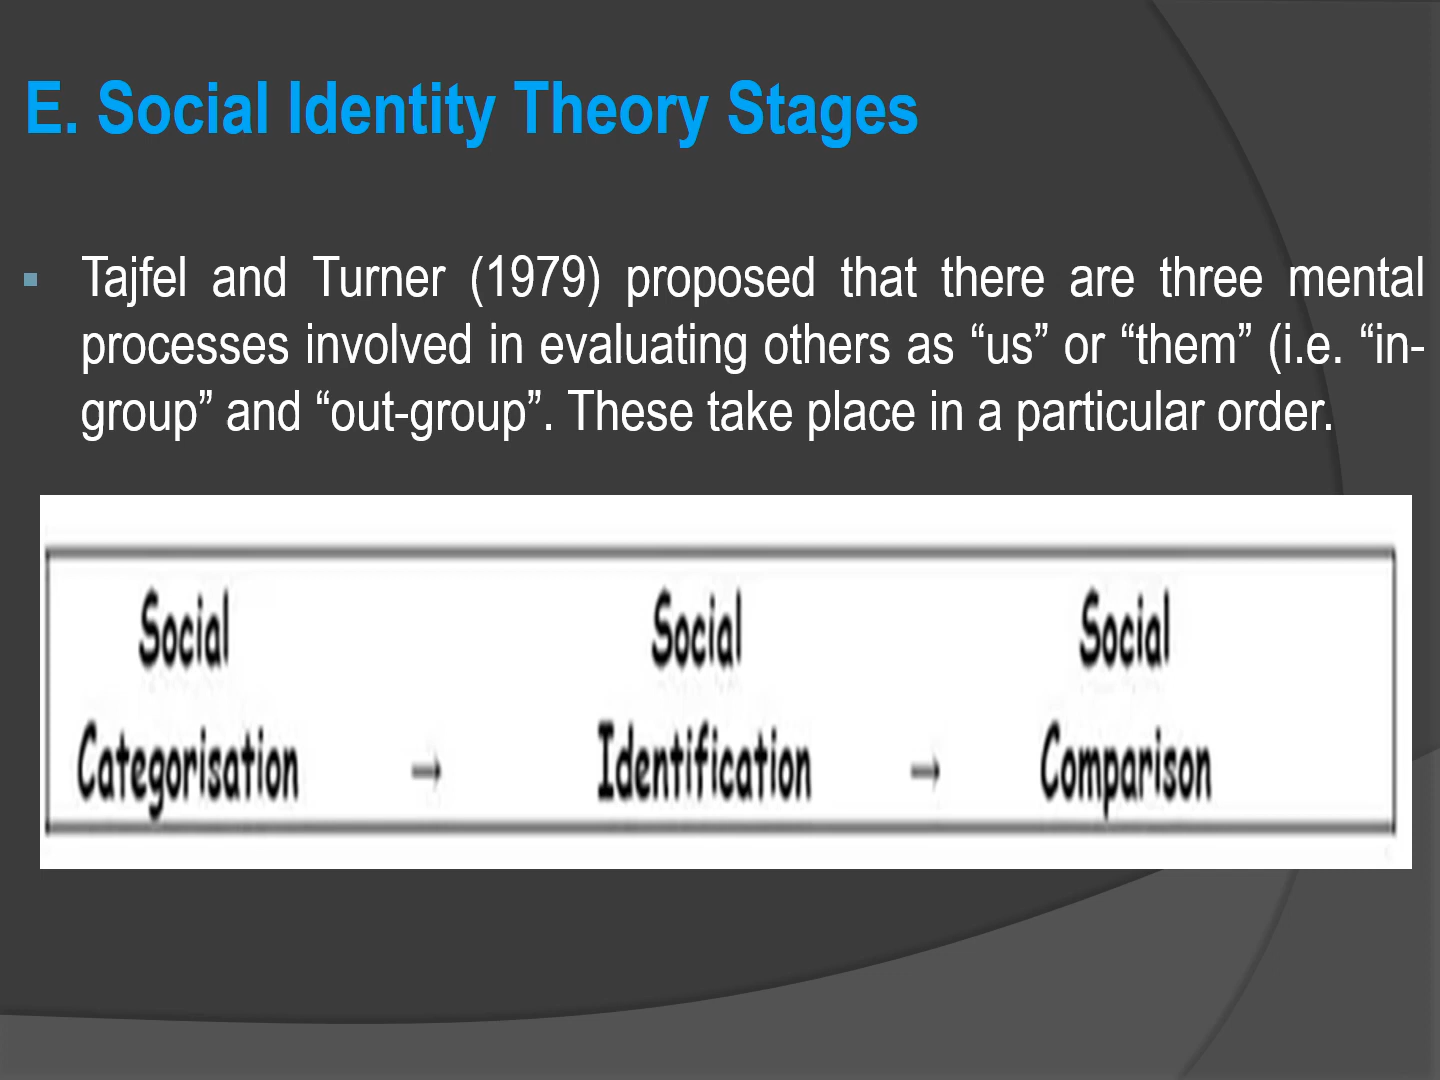 E. Social Identity Theory Stages
▪ Tajfel and Turner (1979) proposed that there are three mental
processes involved in evaluating others as “us” or “them” (i.e. “in-
group” and “out-group”. These take place in a particular order.
Social Social Social
Categorisation → Identification → Comparison